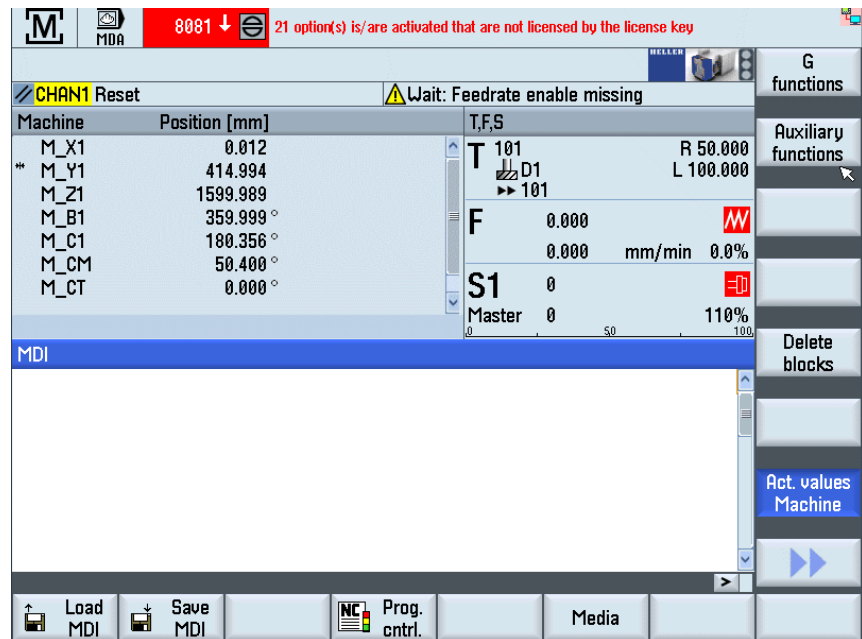 M MDA 8081 21 option(s) is/are activated that are not licensed by the license key
HELLER
G
functions
CHAN1 Reset Wait: Feedrate enable missing
Machine Position [mm] T,F,S
Auxiliary
functions
M_X1 0.012
M_Y1 414.994
M_Z1 1599.989
M_B1 359.999 °
M_C1 180.356 °
M_CM 50.400 °
M_CT 0.000 °
T 101 R 50.000
D1 L 100.000
101
F 0.000
0.000 mm/min 0.0%
S1 0
Master 0 110%
0 50 100
Delete
blocks
MDI
Act. values
Machine
Load
MDI
Save
MDI
NC Prog.
cntrl.
Media